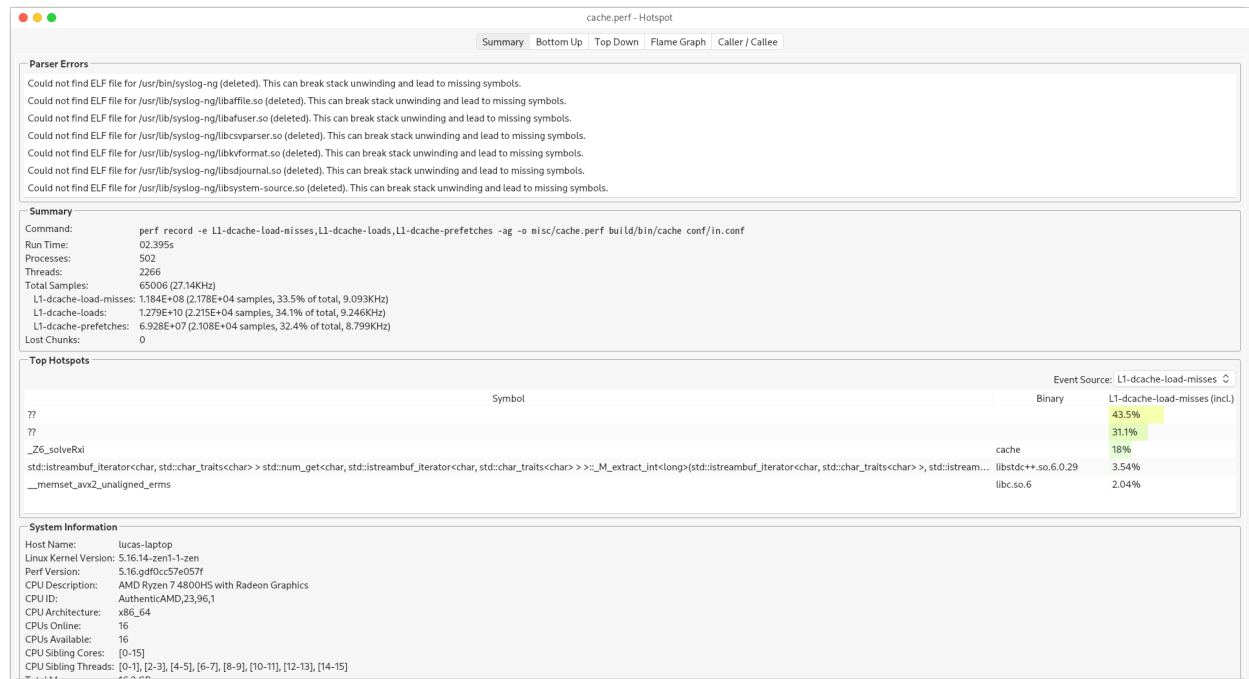 cache.perf - Hotspot
Summary Bottom Up Top Down Flame Graph Caller / Callee
Parser Errors
Could not find ELF file for /usr/bin/syslog-ng (deleted). This can break stack unwinding and lead to missing symbols.
Could not find ELF file for /usr/lib/syslog-ng/libaffile.so (deleted). This can break stack unwinding and lead to missing symbols.
Could not find ELF file for /usr/lib/syslog-ng/libafuser.so (deleted). This can break stack unwinding and lead to missing symbols.
Could not find ELF file for /usr/lib/syslog-ng/libcsvparser.so (deleted). This can break stack unwinding and lead to missing symbols.
Could not find ELF file for /usr/lib/syslog-ng/libkvformat.so (deleted). This can break stack unwinding and lead to missing symbols.
Could not find ELF file for /usr/lib/syslog-ng/libsdjournal.so (deleted). This can break stack unwinding and lead to missing symbols.
Could not find ELF file for /usr/lib/syslog-ng/libsystem-source.so (deleted). This can break stack unwinding and lead to missing symbols.
Summary
Command: perf record -e L1-dcache-load-misses,L1-dcache-loads,L1-dcache-prefetches -ag -o misc/cache.perf build/bin/cache conf/in.conf
Run Time: 02.395s
Processes: 502
Threads: 2266
Total Samples: 65006 (27.14KHz)
L1-dcache-load-misses: 1.184E+08 (2.178E+04 samples, 33.5% of total, 9.093KHz)
L1-dcache-loads: 1.279E+10 (2.215E+04 samples, 34.1% of total, 9.246KHz)
L1-dcache-prefetches: 6.928E+07 (2.108E+04 samples, 32.4% of total, 8.799KHz)
Lost Chunks: 0
Top Hotspots
Event Source: L1-dcache-load-misses
Symbol Binary L1-dcache-load-misses (incl.)
?? 43.5%
?? 31.1%
_Z6_solveRxi cache 18%
std::istreambuf_iterator<char, std::char_traits<char> > std::num_get<char, std::istreambuf_iterator<char, std::char_traits<char> > >::_M_extract_int<long>(std::istreambuf_iterator<char, std::char_traits<char> >, std::istream... libstdc++.so.6.0.29 3.54%
__memset_avx2_unaligned_erms libc.so.6 2.04%
System Information
Host Name: lucas-laptop
Linux Kernel Version: 5.16.14-zen1-1-zen
Perf Version: 5.16.gdf0cc57e057f
CPU Description: AMD Ryzen 7 4800HS with Radeon Graphics
CPU ID: AuthenticAMD,23,96,1
CPU Architecture: x86_64
CPUs Online: 16
CPUs Available: 16
CPU Sibling Cores: [0-15]
CPU Sibling Threads: [0-1], [2-3], [4-5], [6-7], [8-9], [10-11], [12-13], [14-15]